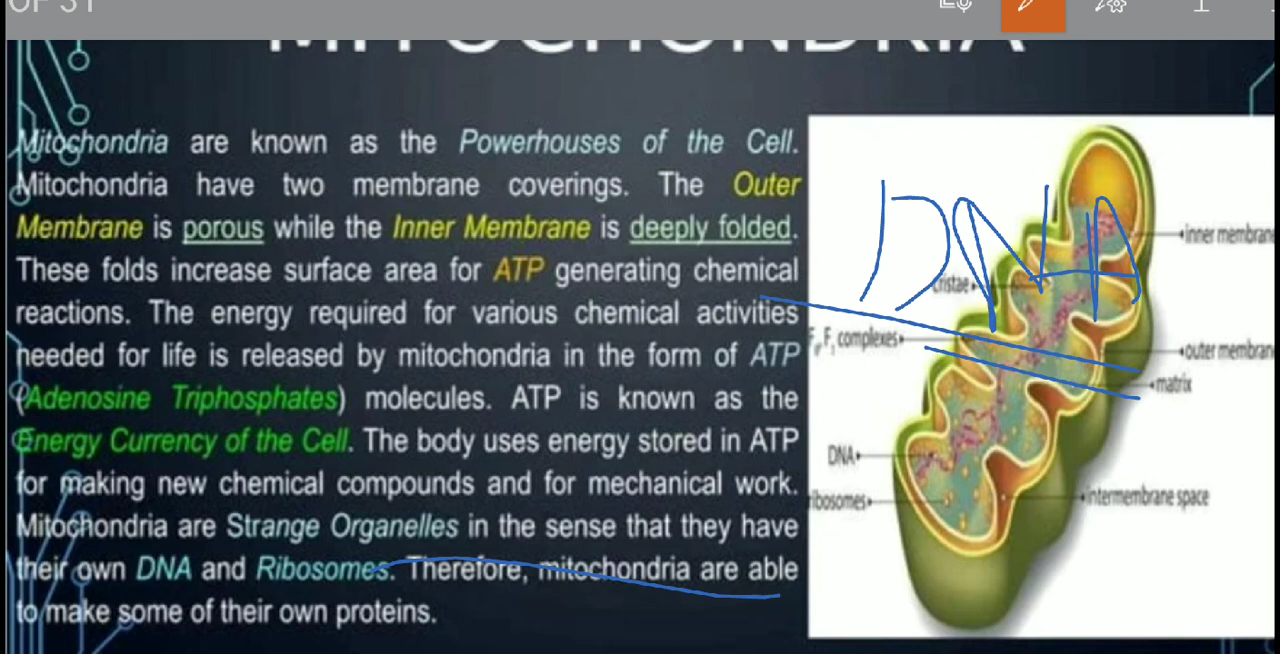 OF 31
MITOCHONDRIA
Mitochondria are known as the Powerhouses of the Cell.
Mitochondria have two membrane coverings. The Outer
Membrane is porous while the Inner Membrane is deeply folded.
These folds increase surface area for ATP generating chemical
reactions. The energy required for various chemical activities
needed for life is released by mitochondria in the form of ATP
(Adenosine Triphosphates) molecules. ATP is known as the
Energy Currency of the Cell. The body uses energy stored in ATP
for making new chemical compounds and for mechanical work.
Mitochondria are Strange Organelles in the sense that they have
their own DNA and Ribosomes. Therefore, mitochondria are able
to make some of their own proteins.
DNA
inner membrane
cristae
F₀, F₁ complexes
outer membrane
matrix
DNA
intermembrane space
ribosomes